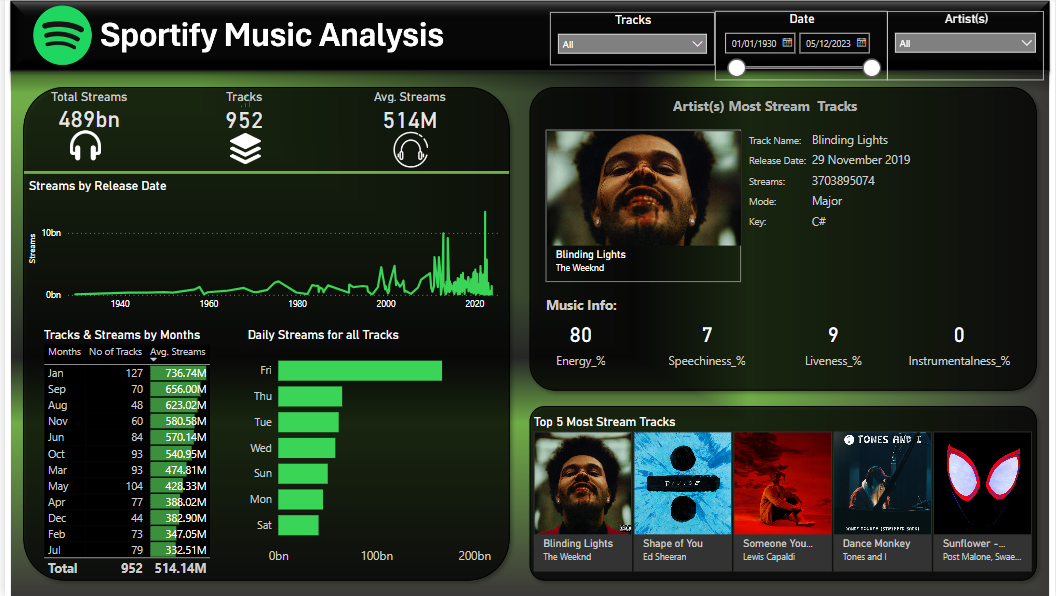 Sportify Music Analysis
Tracks
All
Date
01/01/1930
05/12/2023
Artist(s)
All
Total Streams
489bn
Tracks
952
Avg. Streams
514M
Streams by Release Date
Streams
10bn
0bn
1940
1960
1980
2000
2020
Tracks & Streams by Months
Months No of Tracks Avg. Streams
Jan 127 736.74M
Sep 70 656.00M
Aug 48 623.02M
Nov 60 580.58M
Jun 84 570.14M
Oct 93 540.95M
Mar 93 474.81M
May 104 428.33M
Apr 77 388.02M
Dec 44 382.90M
Feb 73 347.05M
Jul 79 332.51M
Total 952 514.14M
Daily Streams for all Tracks
Fri
Thu
Tue
Wed
Sun
Mon
Sat
0bn 100bn 200bn
Artist(s) Most Stream Tracks
Blinding Lights
The Weeknd
Track Name: Blinding Lights
Release Date: 29 November 2019
Streams: 3703895074
Mode: Major
Key: C#
Music Info:
80
Energy_%
7
Speechiness_%
9
Liveness_%
0
Instrumentalness_%
Top 5 Most Stream Tracks
Blinding Lights
The Weeknd
Shape of You
Ed Sheeran
Someone You...
Lewis Capaldi
TONES AND I
Dance Monkey
Tones and I
Sunflower -...
Post Malone, Swae...